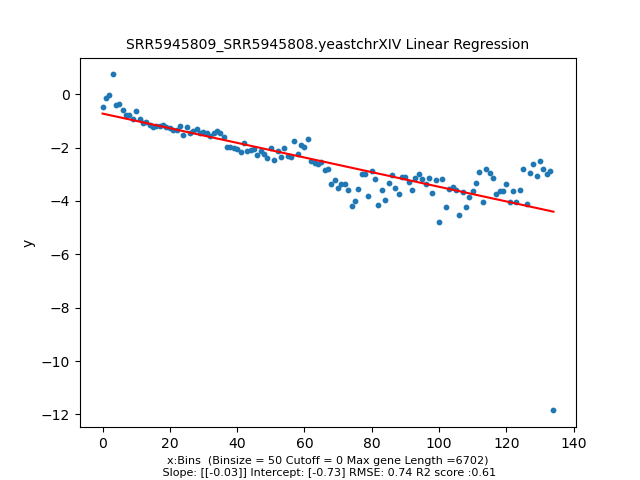 SRR5945809_SRR5945808.yeastchrXIV Linear Regression
0
−2
−4
−6
−8
−10
−12
y
0 20 40 60 80 100 120 140
x:Bins  (Binsize = 50 Cutoff = 0 Max gene Length =6702)
Slope: [[-0.03]] Intercept: [-0.73] RMSE: 0.74 R2 score :0.61